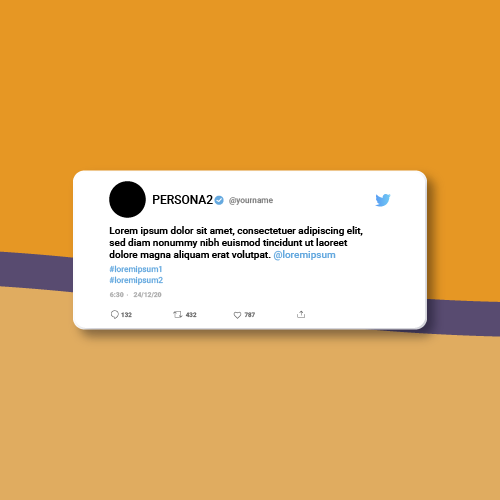 PERSONA2 @yourname
Lorem ipsum dolor sit amet, consectetuer adipiscing elit,
sed diam nonummy nibh euismod tincidunt ut laoreet
dolore magna aliquam erat volutpat. @loremipsum
#loremipsum1
#loremipsum2
6:30 · 24/12/20
132 432 787